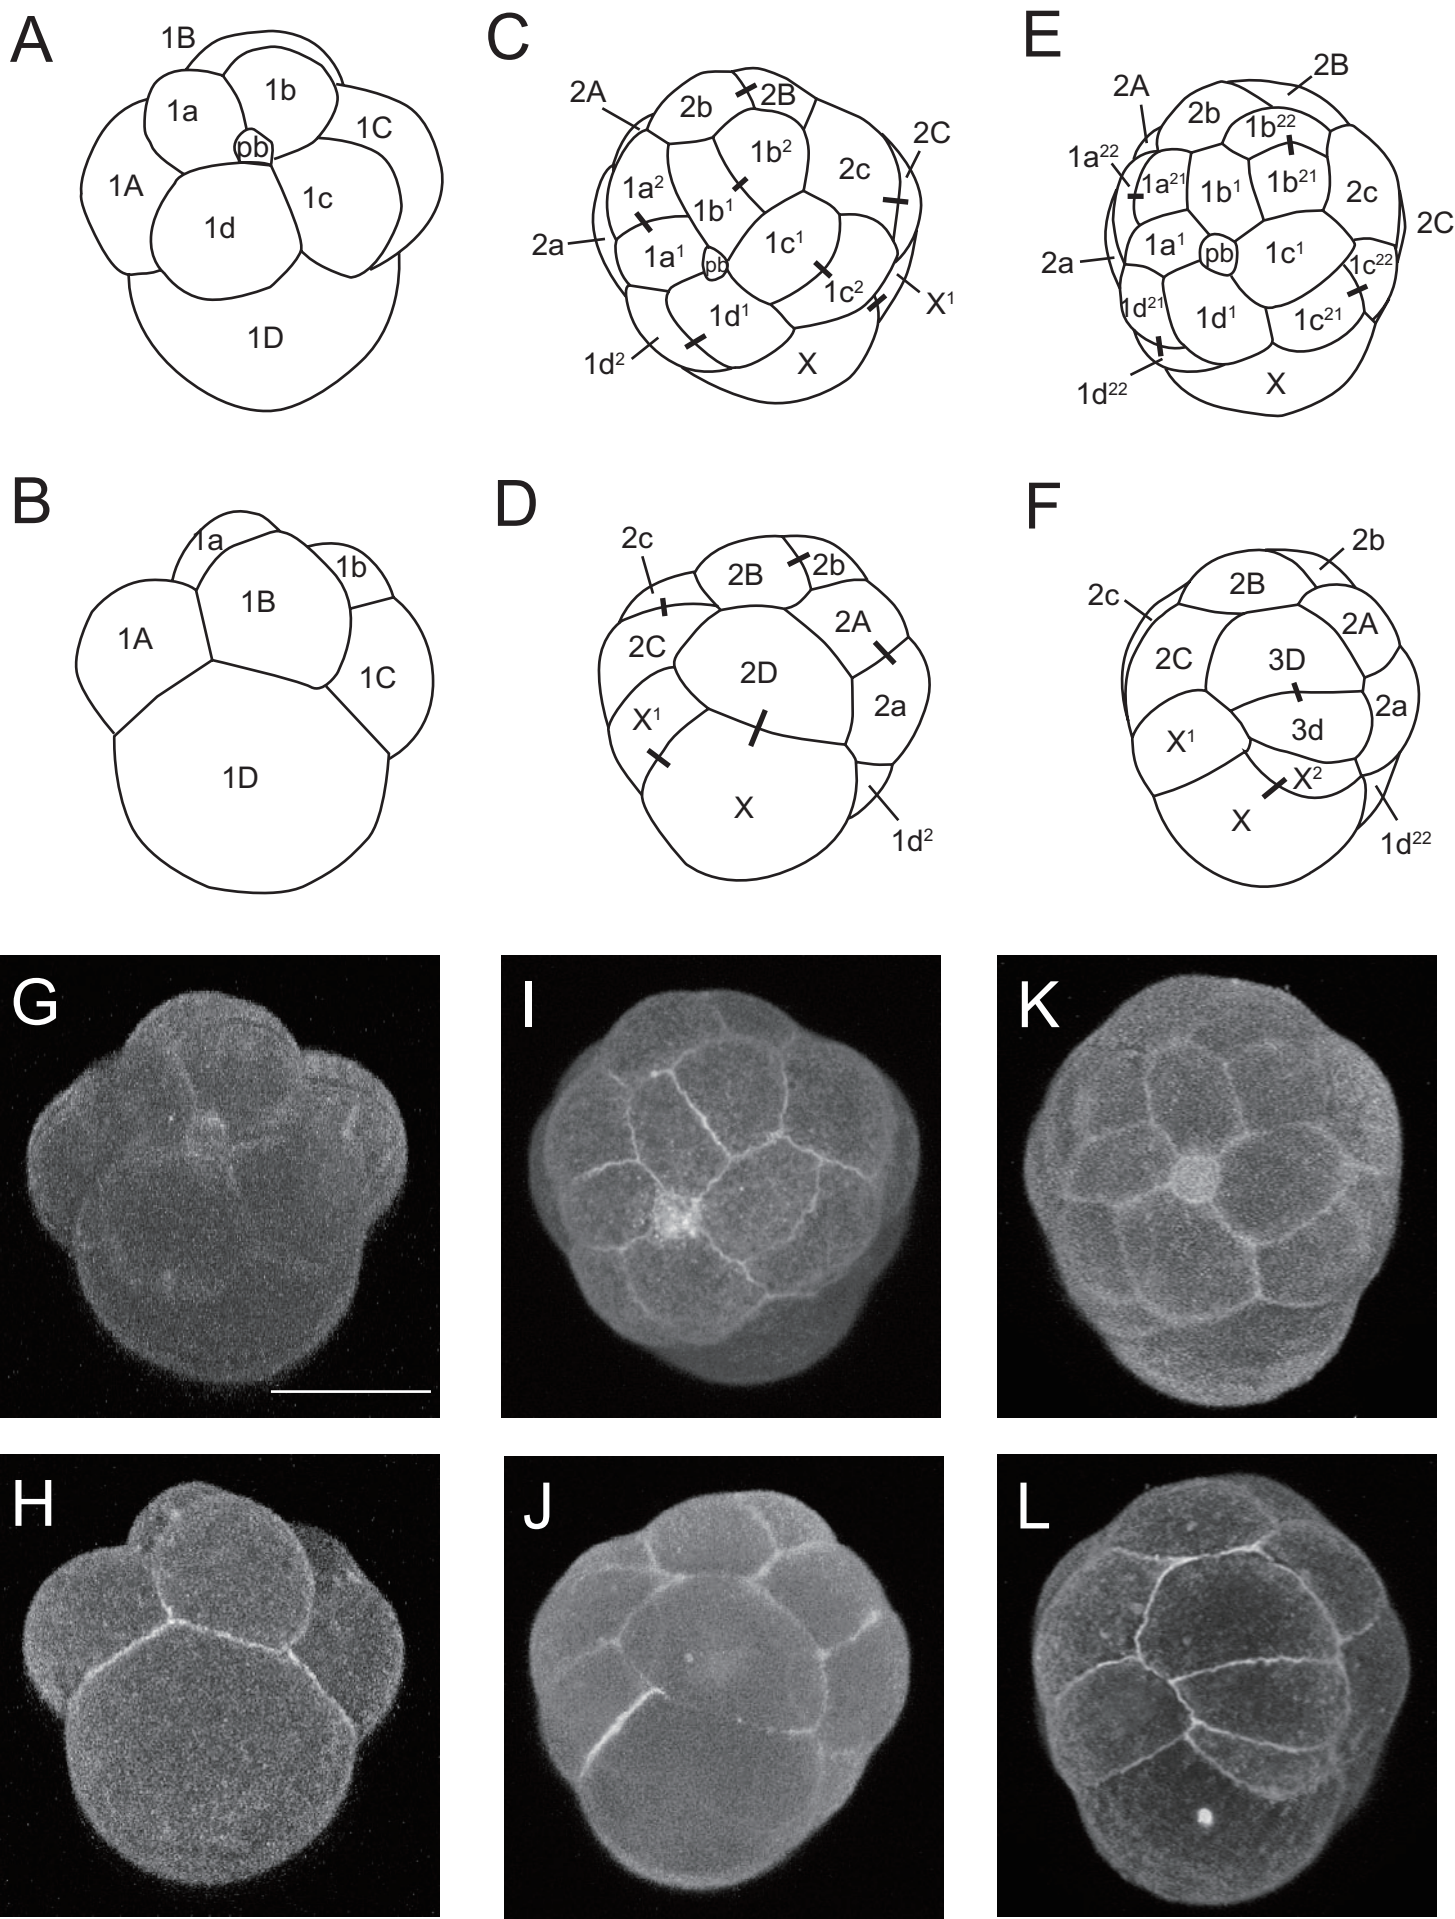 A
1B
1b
1a
1C
pb
1A
1c
1d
1D
C
2A
2b
2B
2C
1b²
2c
1a²
1b¹
2a
1a¹
pb
1c¹
1c²
X¹
1d¹
1d²
X
E
2B
2A
2b
1b²²
1a²²
1a²¹
1b¹
1b²¹
2c
2C
1a¹
pb
1c¹
2a
1c²²
1d²¹
1d¹
1c²¹
1d²²
X
B
1a
1b
1B
1A
1C
1D
D
2c
2B
2b
2A
2C
2D
2a
X¹
X
1d²
F
2b
2c
2B
2A
2C
3D
2a
3d
X¹
X²
X
1d²²
G
I
K
H
J
L